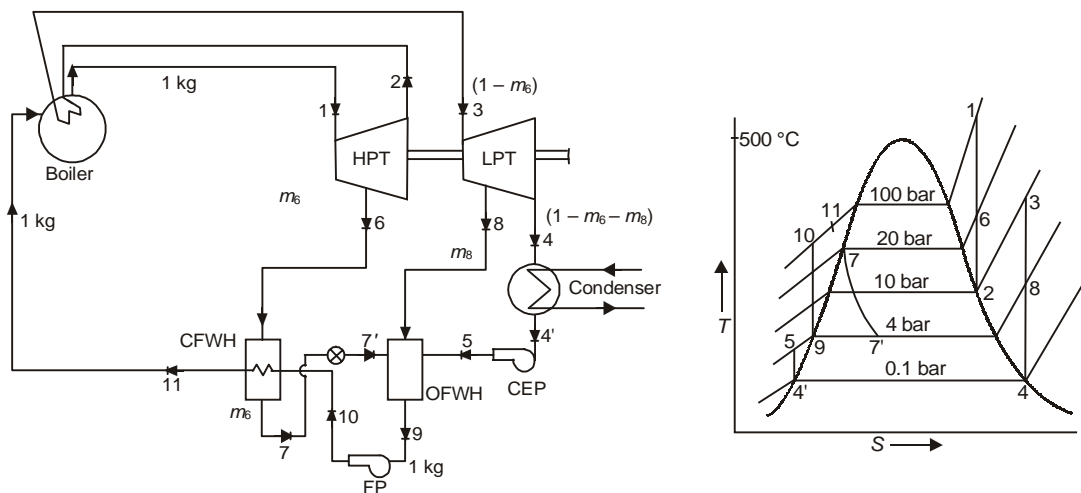 1 kg
2
(1 – m₆)
1
3
Boiler
HPT
LPT
m₆
(1 – m₆ – m₈)
1 kg
6
8
4
m₈
Condenser
CFWH
7′
5
4′
11
CEP
OFWH
m₆
10
9
7
1 kg
FP
500 °C
1
100 bar
11
3
10
6
20 bar
7
10 bar
2
8
T
4 bar
5
9
7′
0.1 bar
4′
4
S